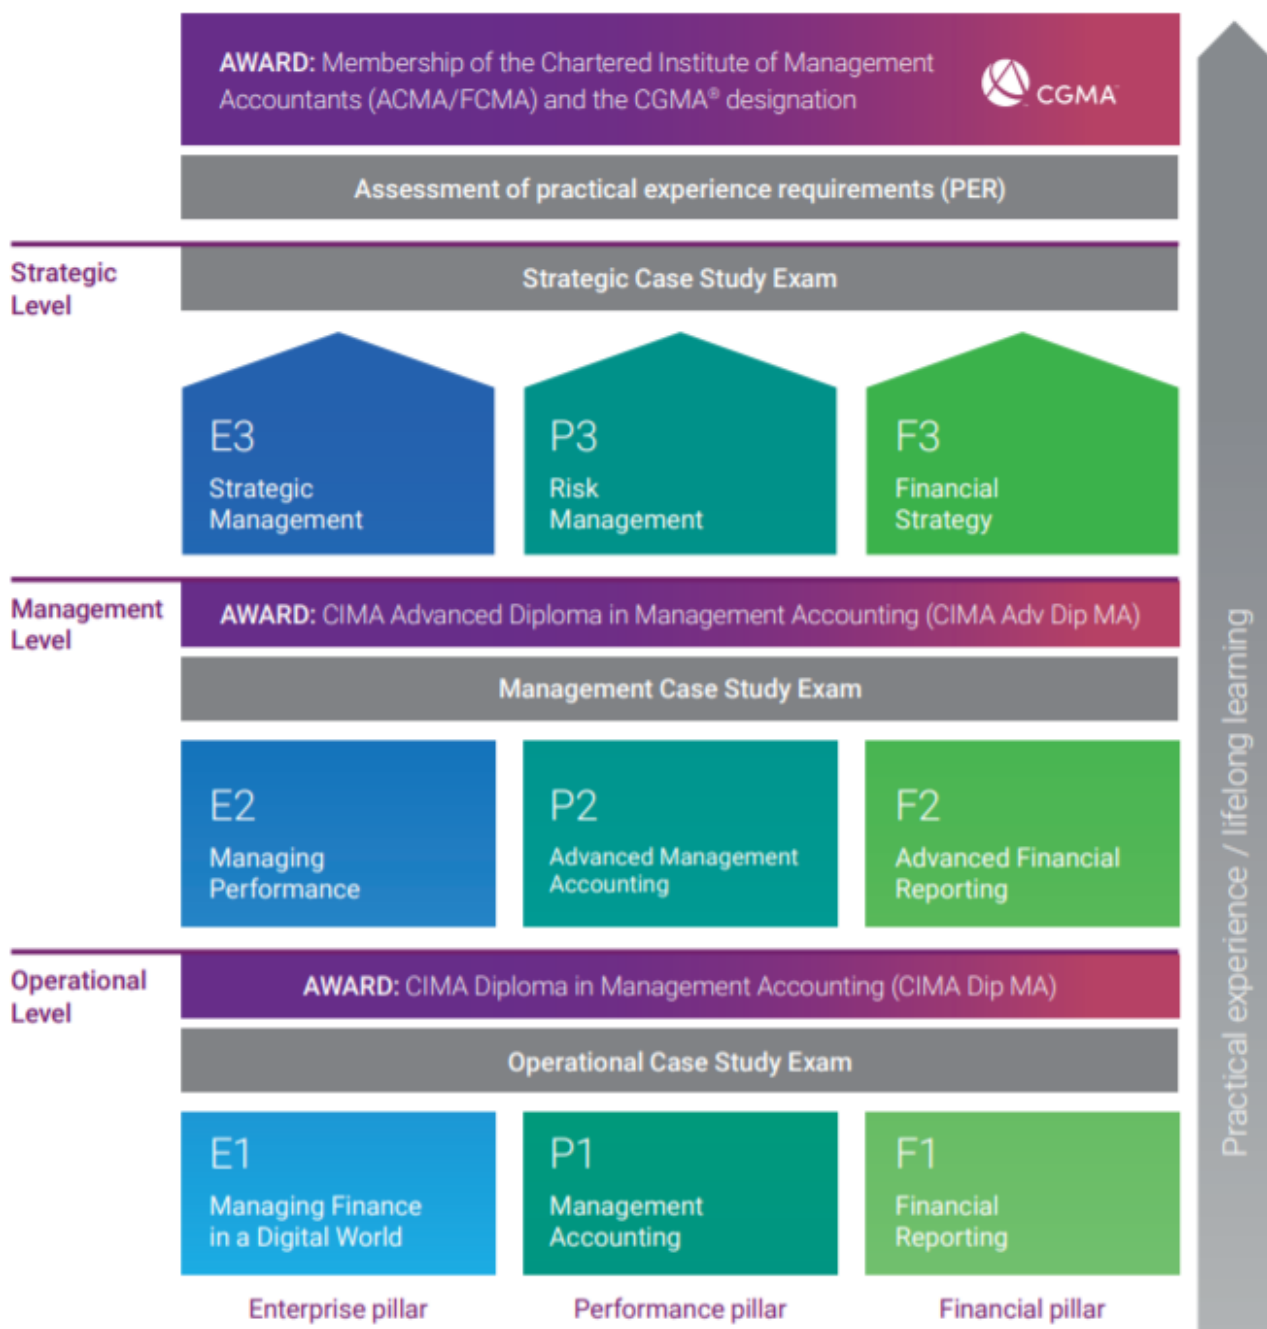 AWARD: Membership of the Chartered Institute of Management
Accountants (ACMA/FCMA) and the CGMA® designation
CGMA
Assessment of practical experience requirements (PER)
Strategic
Level
Strategic Case Study Exam
E3
Strategic
Management
P3
Risk
Management
F3
Financial
Strategy
Management
Level
AWARD: CIMA Advanced Diploma in Management Accounting (CIMA Adv Dip MA)
Management Case Study Exam
E2
Managing
Performance
P2
Advanced Management
Accounting
F2
Advanced Financial
Reporting
Operational
Level
AWARD: CIMA Diploma in Management Accounting (CIMA Dip MA)
Operational Case Study Exam
E1
Managing Finance
in a Digital World
P1
Management
Accounting
F1
Financial
Reporting
Enterprise pillar
Performance pillar
Financial pillar
Practical experience / lifelong learning